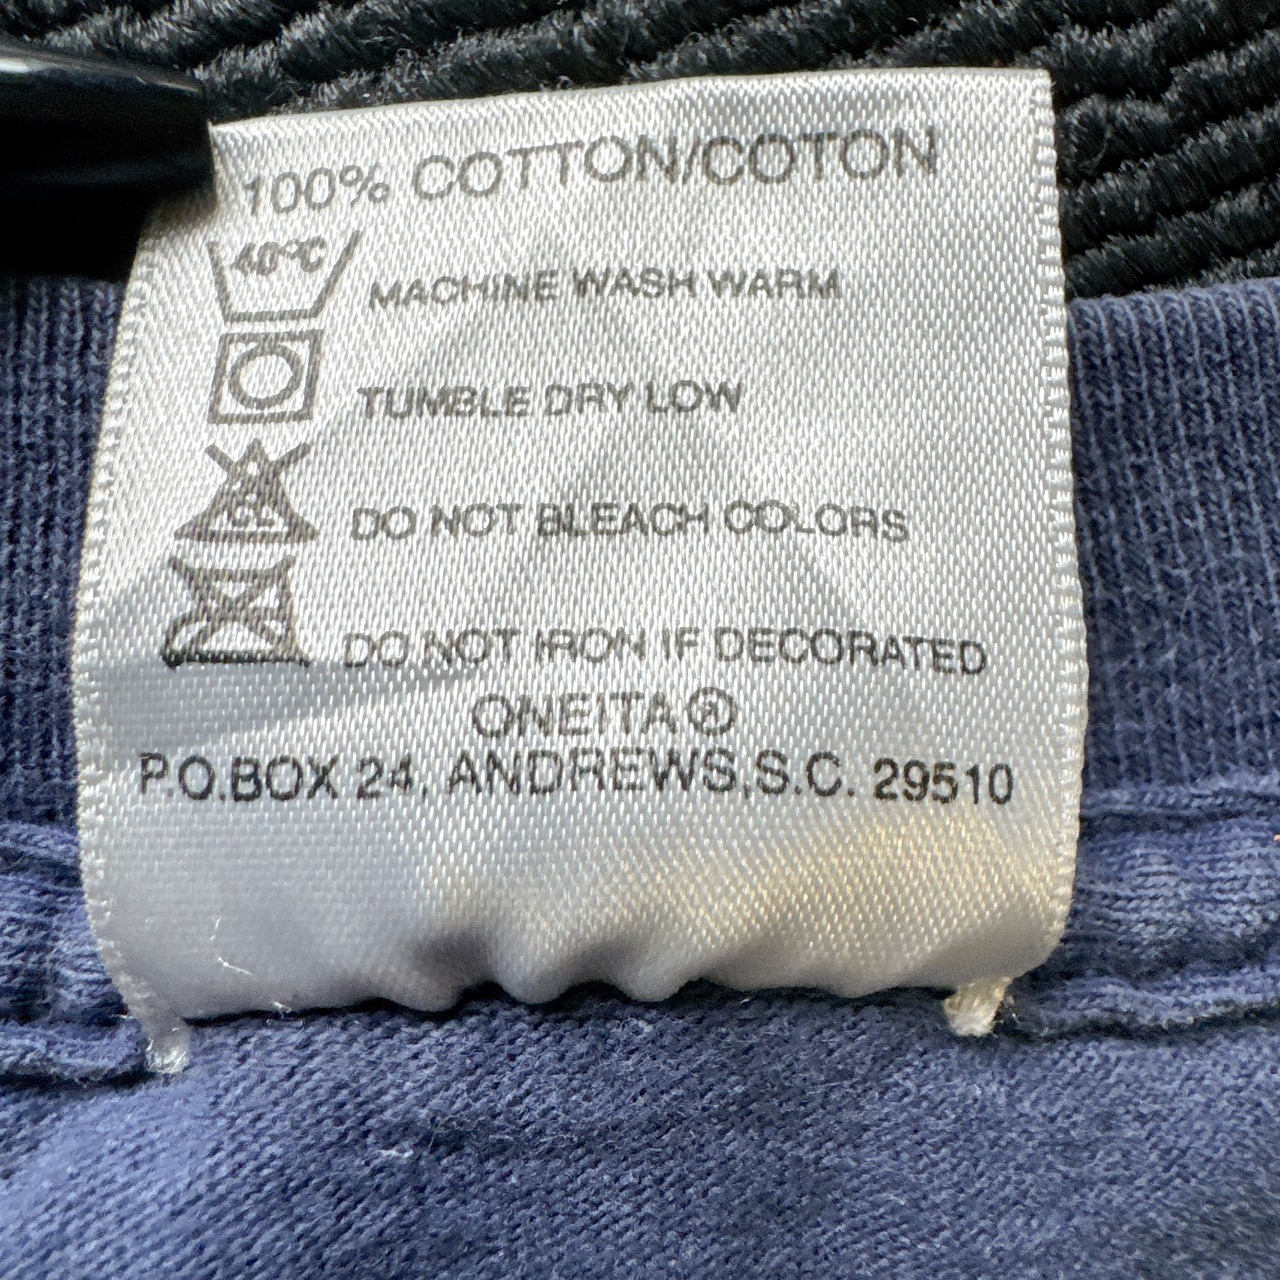 100% COTTON/COTON
40°C
MACHINE WASH WARM
TUMBLE DRY LOW
CL
DO NOT BLEACH COLORS
DO NOT IRON IF DECORATED
ONEITA®
P.O.BOX 24, ANDREWS,S.C. 29510